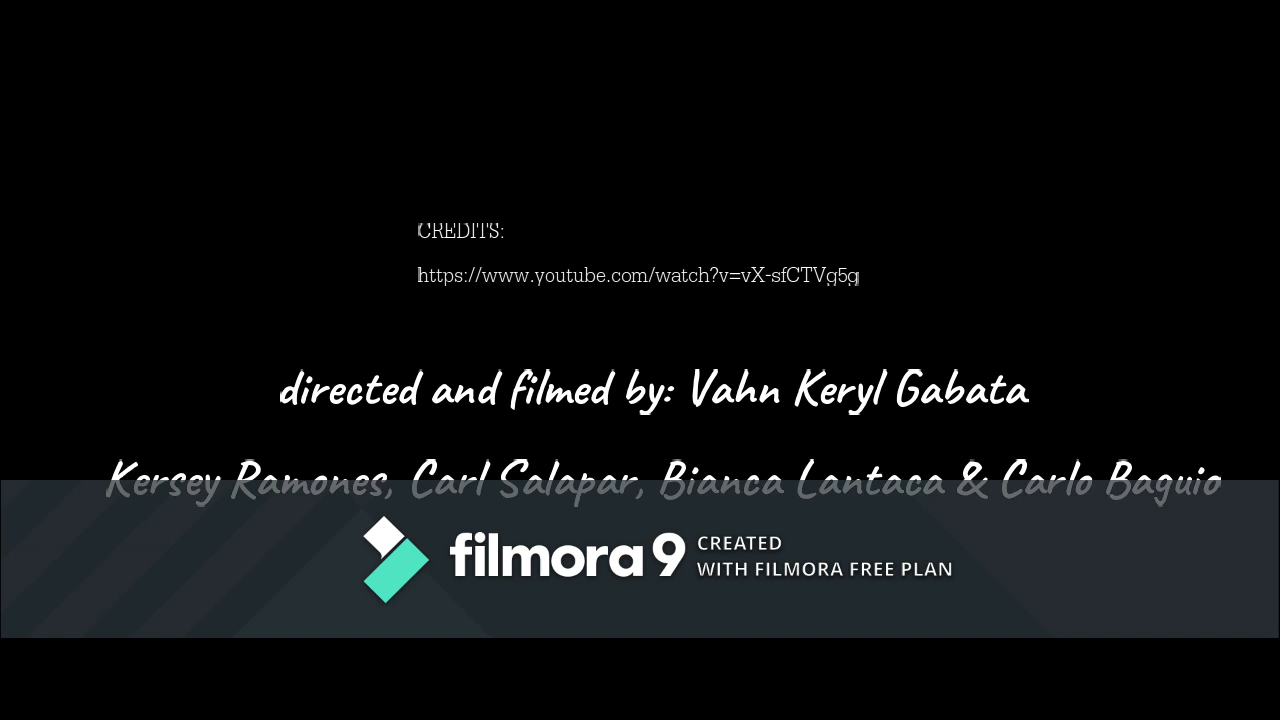 CREDITS:
https://www.youtube.com/watch?v=vX-sfCTVg5g
directed and filmed by: Vahn Keryl Gabata
Kersey Ramones, Carl Salapar, Bianca Lantaca & Carlo Baguio
filmora 9 CREATED
WITH FILMORA FREE PLAN